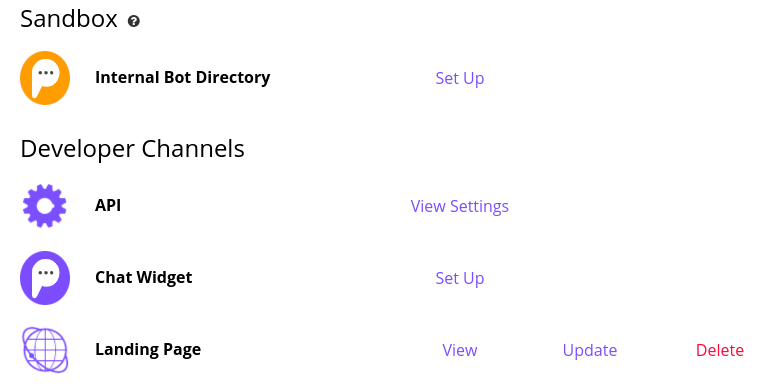 Sandbox ?
Internal Bot Directory Set Up
Developer Channels
API View Settings
Chat Widget Set Up
Landing Page View Update Delete